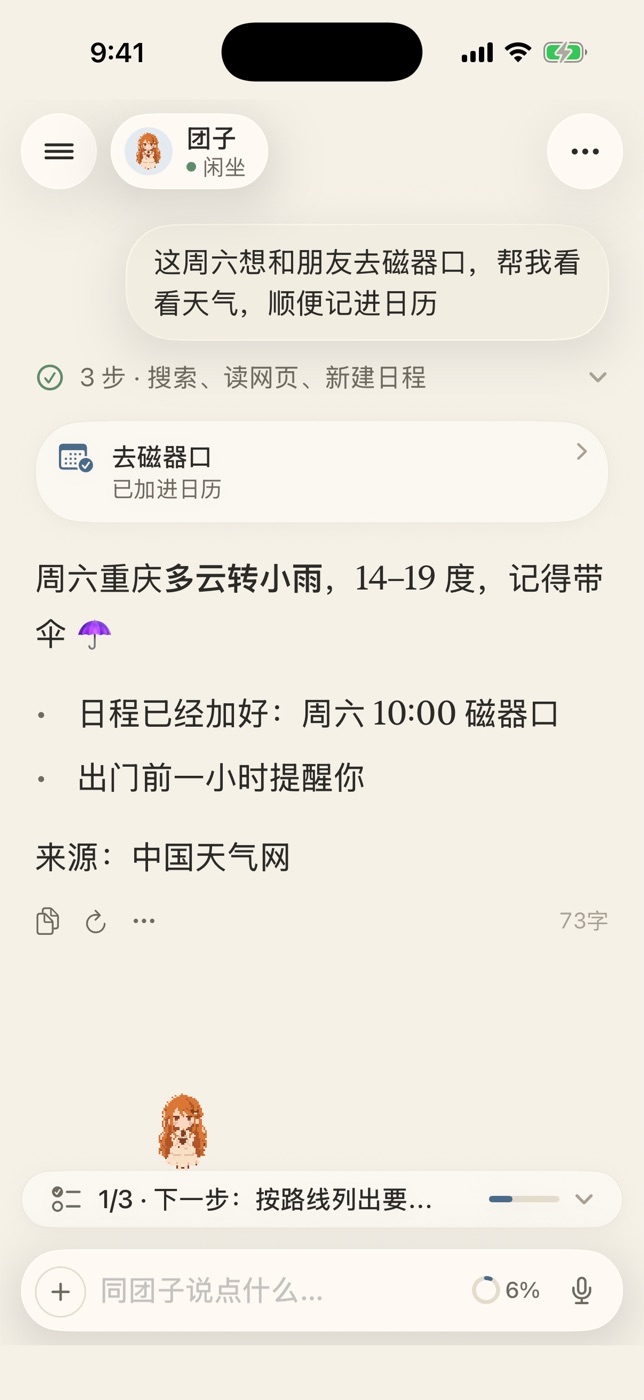 9:41
团子
闲坐
这周六想和朋友去磁器口，帮我看
看天气，顺便记进日历
3 步 · 搜索、读网页、新建日程
去磁器口
已加进日历
周六重庆多云转小雨，14–19 度，记得带
伞 ☂️
• 日程已经加好：周六 10:00 磁器口
• 出门前一小时提醒你
来源：中国天气网
73字
1/3 · 下一步：按路线列出要…
同团子说点什么…
6%